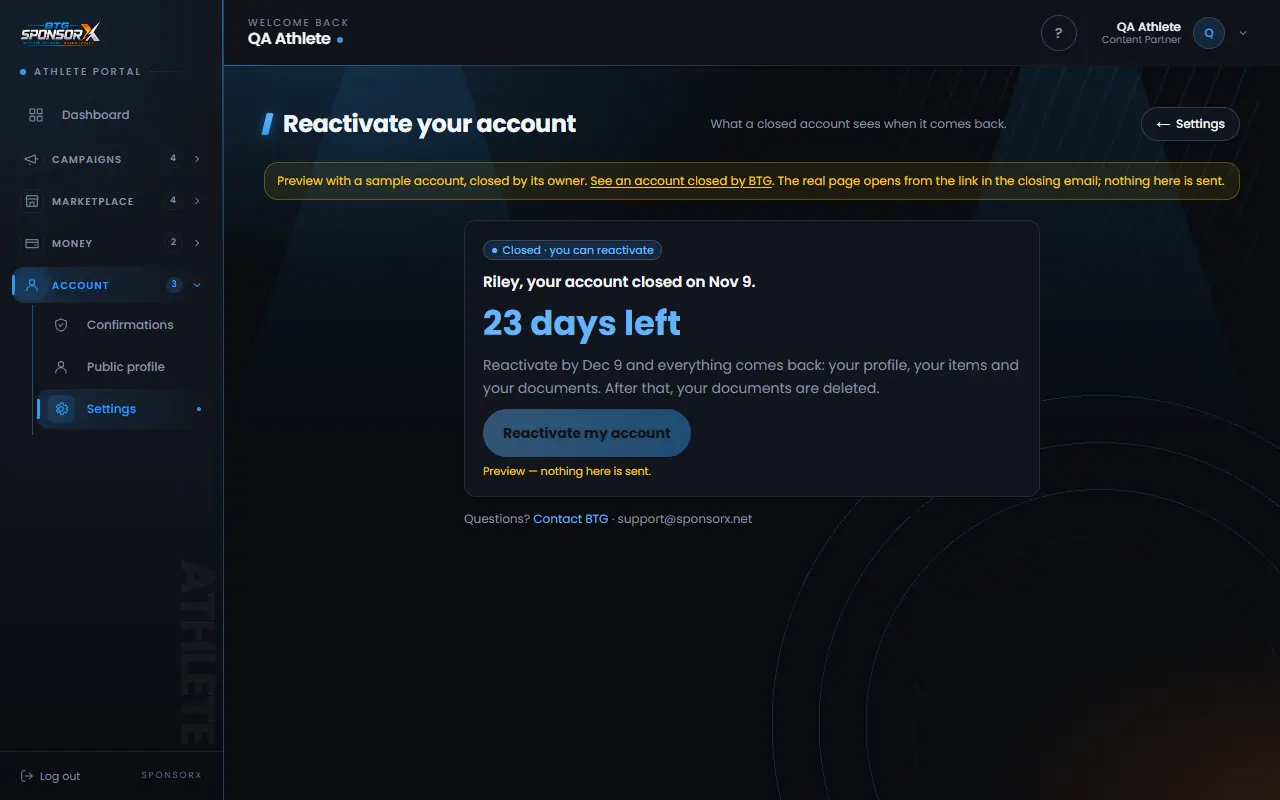 BTG
SPONSORX
ATHLETE PORTAL
Dashboard
CAMPAIGNS 4
MARKETPLACE 4
MONEY 2
ACCOUNT 3
Confirmations
Public profile
Settings
ATHLETE
Log out
SPONSORX
WELCOME BACK
QA Athlete
?
QA Athlete
Content Partner
Q
Reactivate your account
What a closed account sees when it comes back.
← Settings
Preview with a sample account, closed by its owner. See an account closed by BTG. The real page opens from the link in the closing email; nothing here is sent.
Closed · you can reactivate
Riley, your account closed on Nov 9.
23 days left
Reactivate by Dec 9 and everything comes back: your profile, your items and
your documents. After that, your documents are deleted.
Reactivate my account
Preview — nothing here is sent.
Questions? Contact BTG · support@sponsorx.net